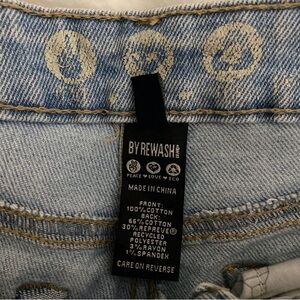 BY REWASH
PEACE ♥ LOVE ♥ ECO
MADE IN CHINA
FRONT:
100% COTTON
BACK:
66% COTTON
30% REPREVE®
RECYCLED
POLYESTER
3% RAYON
1% SPANDEX
CARE ON REVERSE